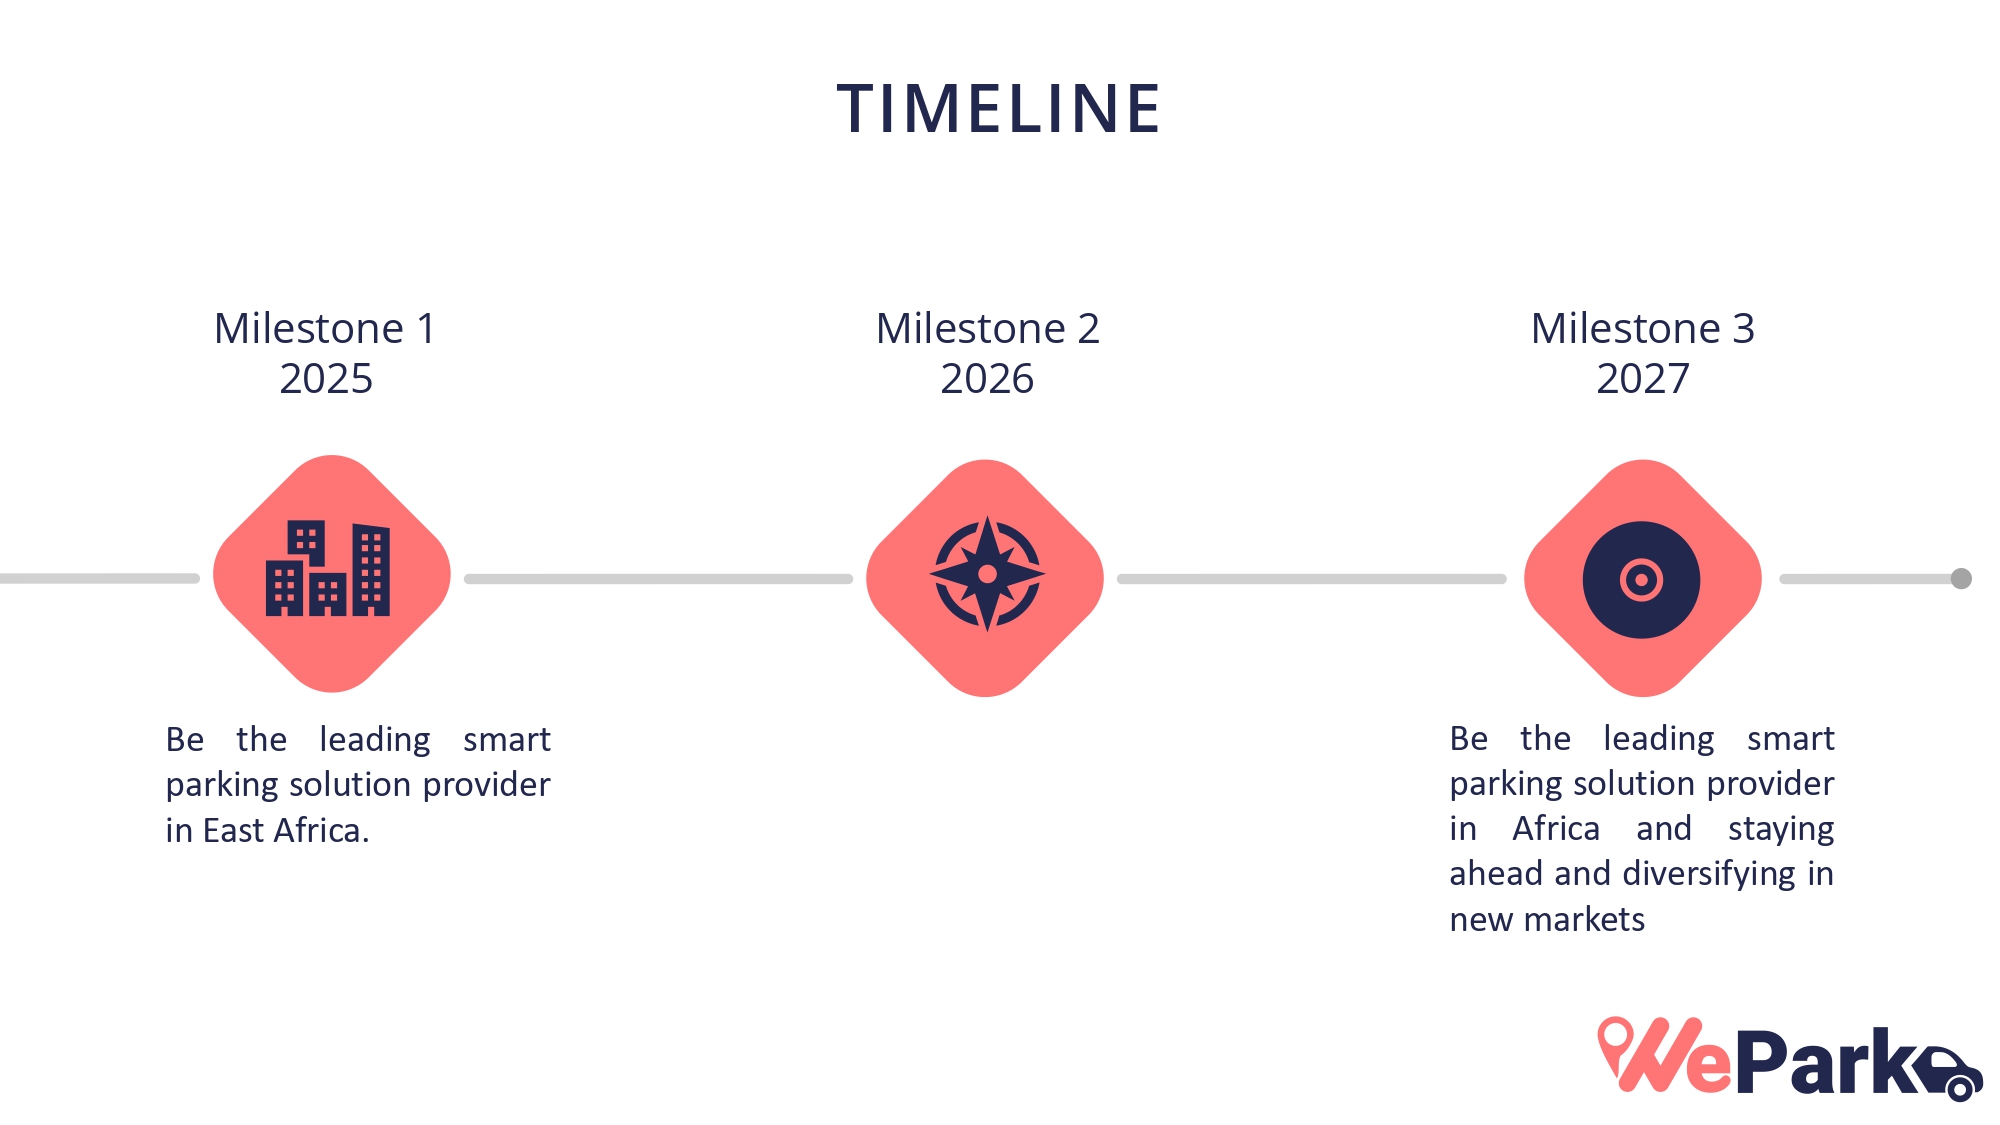 TIMELINE
Milestone 1
2025
Milestone 2
2026
Milestone 3
2027
Be the leading smart
parking solution provider
in East Africa.
Be the leading smart
parking solution provider
in Africa and staying
ahead and diversifying in
new markets
WePark